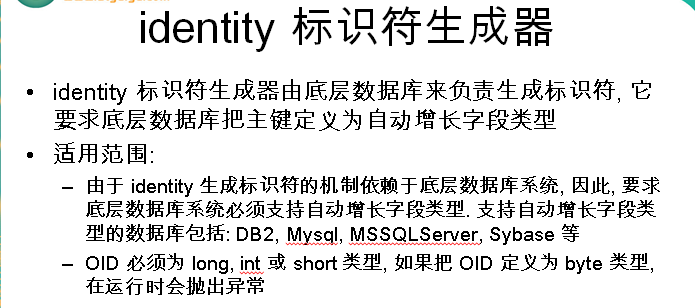 identity 标识符生成器
• identity 标识符生成器由底层数据库来负责生成标识符, 它
要求底层数据库把主键定义为自动增长字段类型
• 适用范围:
– 由于 identity 生成标识符的机制依赖于底层数据库系统, 因此, 要求
底层数据库系统必须支持自动增长字段类型. 支持自动增长字段类
型的数据库包括: DB2, Mysql, MSSQLServer, Sybase 等
– OID 必须为 long, int 或 short 类型, 如果把 OID 定义为 byte 类型,
在运行时会抛出异常